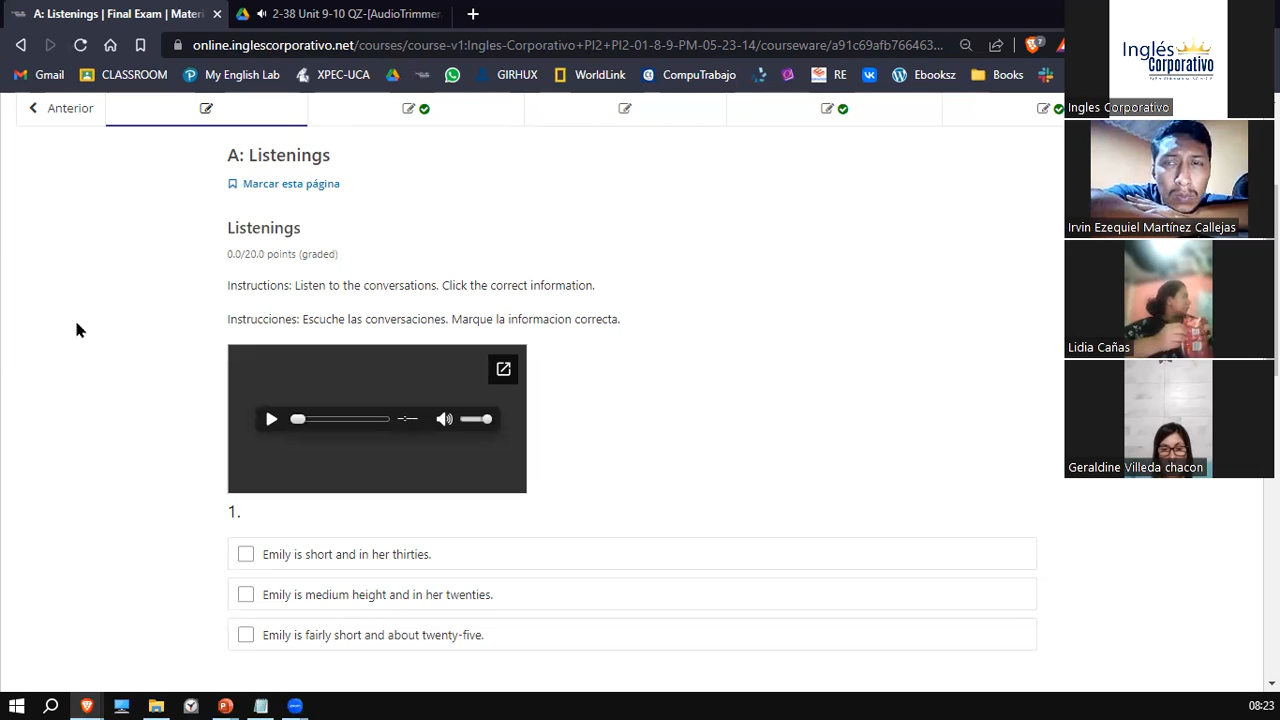 A: Listenings | Final Exam | Materi
2-38 Unit 9-10 QZ-[AudioTrimmer.
online.inglescorporativo.net/courses/course-v1:Ingles-Corporativo+PI2+PI2-01-8-9-PM-05-23-14/courseware/a91c69afb766463...
7
Gmail
CLASSROOM
My English Lab
XPEC-UCA
GIRHUX
WorldLink
CompuTrabajo
RE
Ebooksz
Books
Anterior
A: Listenings
Marcar esta página
Listenings
0.0/20.0 points (graded)
Instructions: Listen to the conversations. Click the correct information.
Instrucciones: Escuche las conversaciones. Marque la informacion correcta.
1.
Emily is short and in her thirties.
Emily is medium height and in her twenties.
Emily is fairly short and about twenty-five.
Inglés
Corporativo
Ingles Corporativo
Irvin Ezequiel Martínez Callejas
Lidia Cañas
Geraldine Villeda chacon
08:23